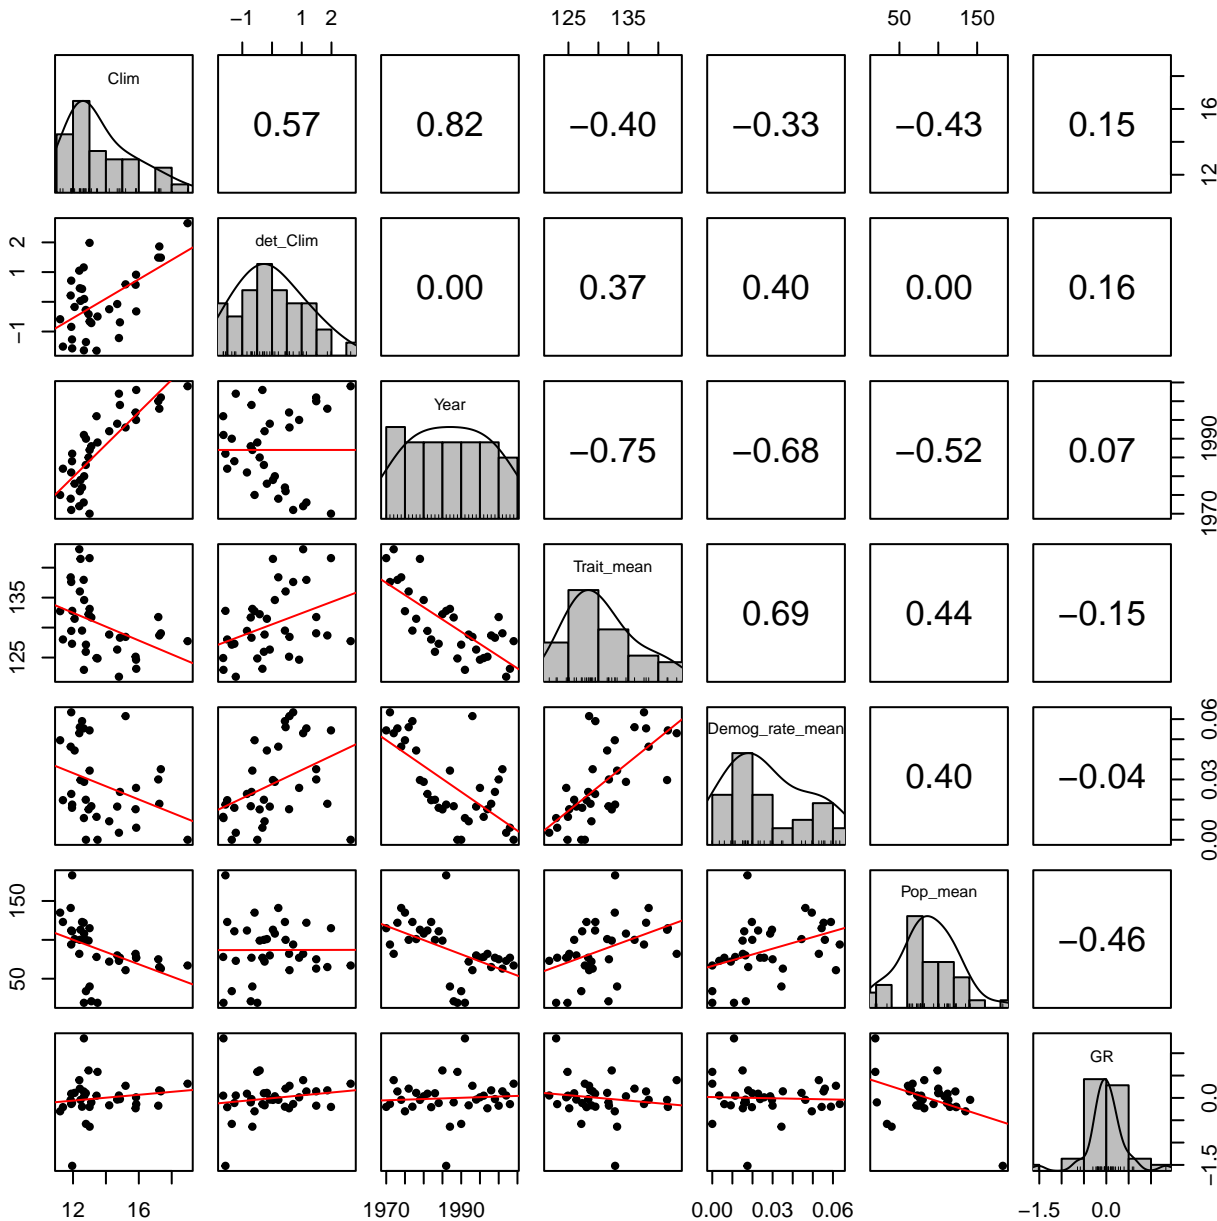 −1 1 2 125 135 50 150
Clim
0.57 0.82 −0.40 −0.33 −0.43 0.15
12 16
−1 1 2
det_Clim
0.00 0.37 0.40 0.00 0.16
Year
−0.75 −0.68 −0.52 0.07
1970 1990
125 135
Trait_mean
0.69 0.44 −0.15
Demog_rate_mean
0.40 −0.04
0.00 0.03 0.06
50 150
Pop_mean
−0.46
GR
−1.5 0.0
12 16 1970 1990 0.00 0.03 0.06 −1.5 0.0